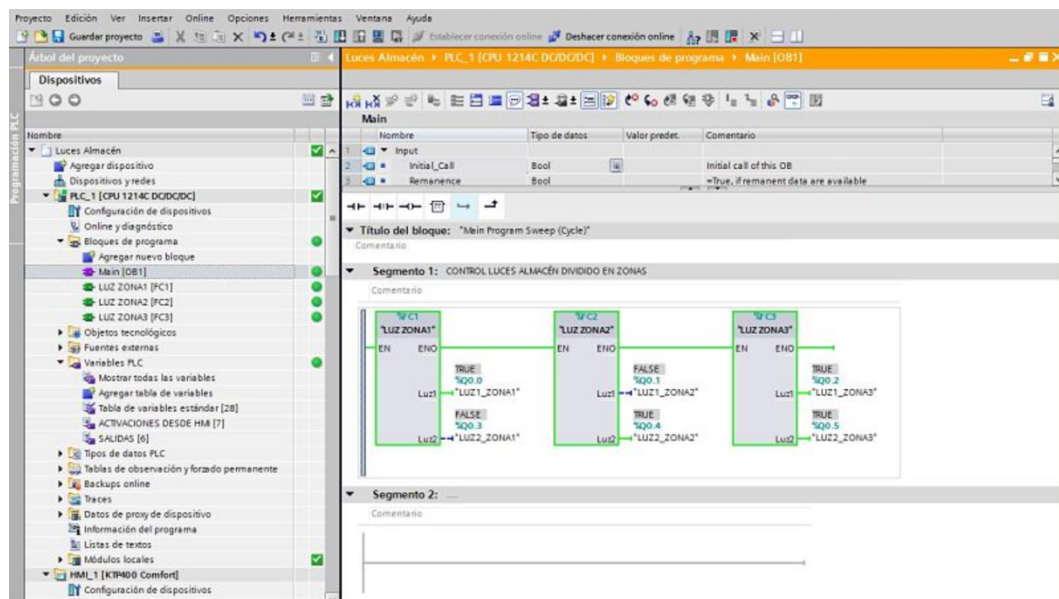 Proyecto Edición Ver Insertar Online Opciones Herramientas Ventana Ayuda
Guardar proyecto Establecer conexión online Deshacer conexión online
Árbol del proyecto
Luces Almacén PLC_1 [CPU 1214C DC/DC/DC] Bloques de programa Main [OB1]
Dispositivos
Programación PLC
Nombre
Luces Almacén
Agregar dispositivo
Dispositivos y redes
PLC_1 [CPU 1214C DC/DC/DC]
Configuración de dispositivos
Online y diagnóstico
Bloques de programa
Agregar nuevo bloque
Main [OB1]
LUZ ZONA1 [FC1]
LUZ ZONA2 [FC2]
LUZ ZONA3 [FC3]
Objetos tecnológicos
Fuentes externas
Variables PLC
Mostrar todas las variables
Agregar tabla de variables
Tabla de variables estándar [28]
ACTIVACIONES DESDE HMI [7]
SALIDAS [6]
Tipos de datos PLC
Tablas de observación y forzado permanente
Backups online
Traces
Datos de proxy de dispositivo
Información del programa
Listas de textos
Módulos locales
HMI_1 [KTP400 Comfort]
Configuración de dispositivos
Main
Nombre Tipo de datos Valor predet. Comentario
1 Input
2 Initial_Call Bool Initial call of this OB
3 Remanence Bool =True, if remanent data are available
Título del bloque: "Main Program Sweep (Cycle)"
Comentario
Segmento 1: CONTROL LUCES ALMACÉN DIVIDIDO EN ZONAS
Comentario
%FC1 %FC2 %FC3
"LUZ ZONA1" "LUZ ZONA2" "LUZ ZONA3"
EN ENO EN ENO EN ENO
TRUE FALSE TRUE
%Q0.0 %Q0.1 %Q0.2
Luz1 "LUZ1_ZONA1" Luz1 "LUZ1_ZONA2" Luz1 "LUZ1_ZONA3"
FALSE TRUE TRUE
%Q0.3 %Q0.4 %Q0.5
Luz2 "LUZ2_ZONA1" Luz2 "LUZ2_ZONA2" Luz2 "LUZ2_ZONA3"
Segmento 2: ....
Comentario